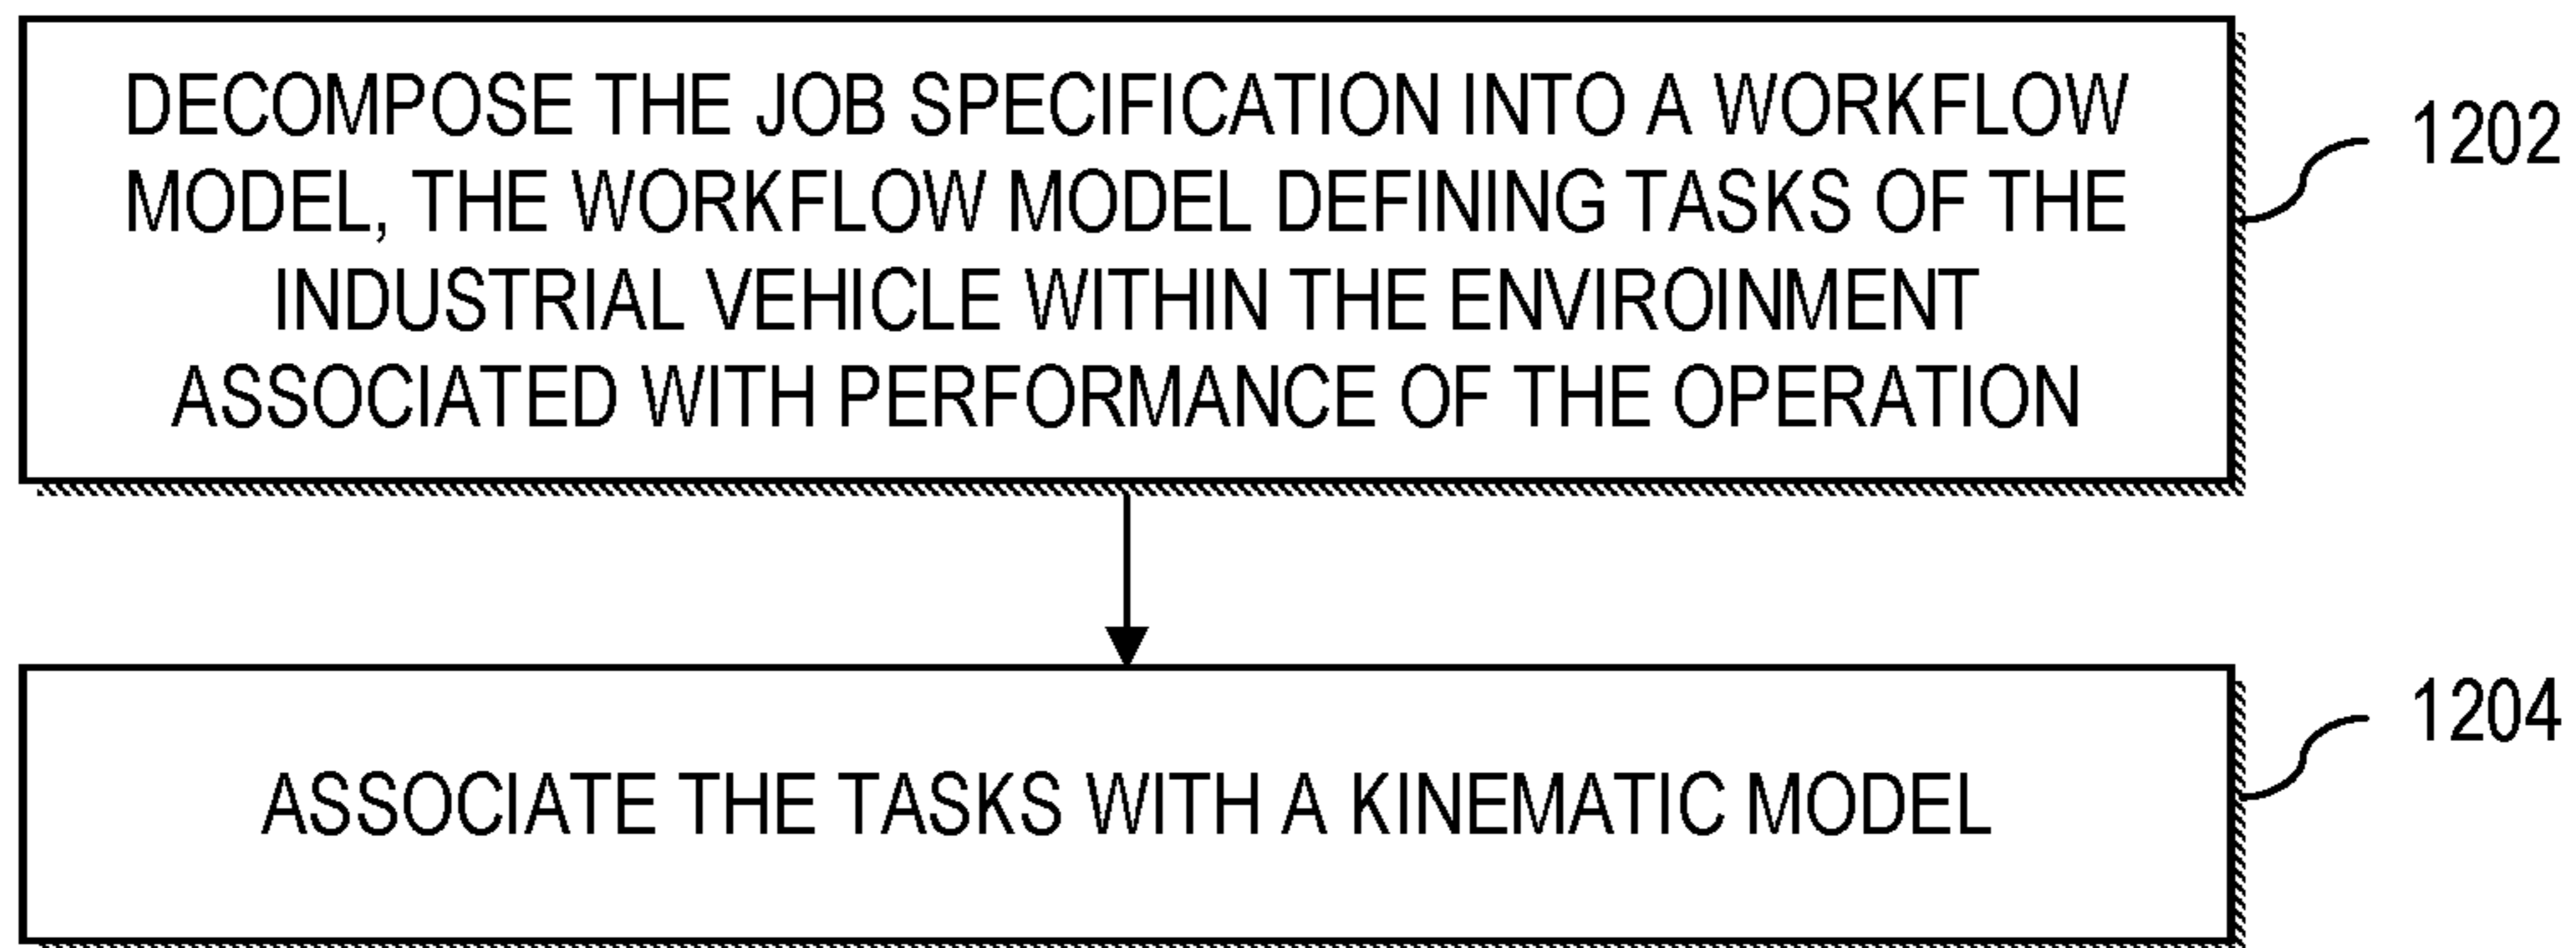 DECOMPOSE THE JOB SPECIFICATION INTO A WORKFLOW
MODEL, THE WORKFLOW MODEL DEFINING TASKS OF THE
INDUSTRIAL VEHICLE WITHIN THE ENVIROINMENT
ASSOCIATED WITH PERFORMANCE OF THE OPERATION
1202
ASSOCIATE THE TASKS WITH A KINEMATIC MODEL
1204